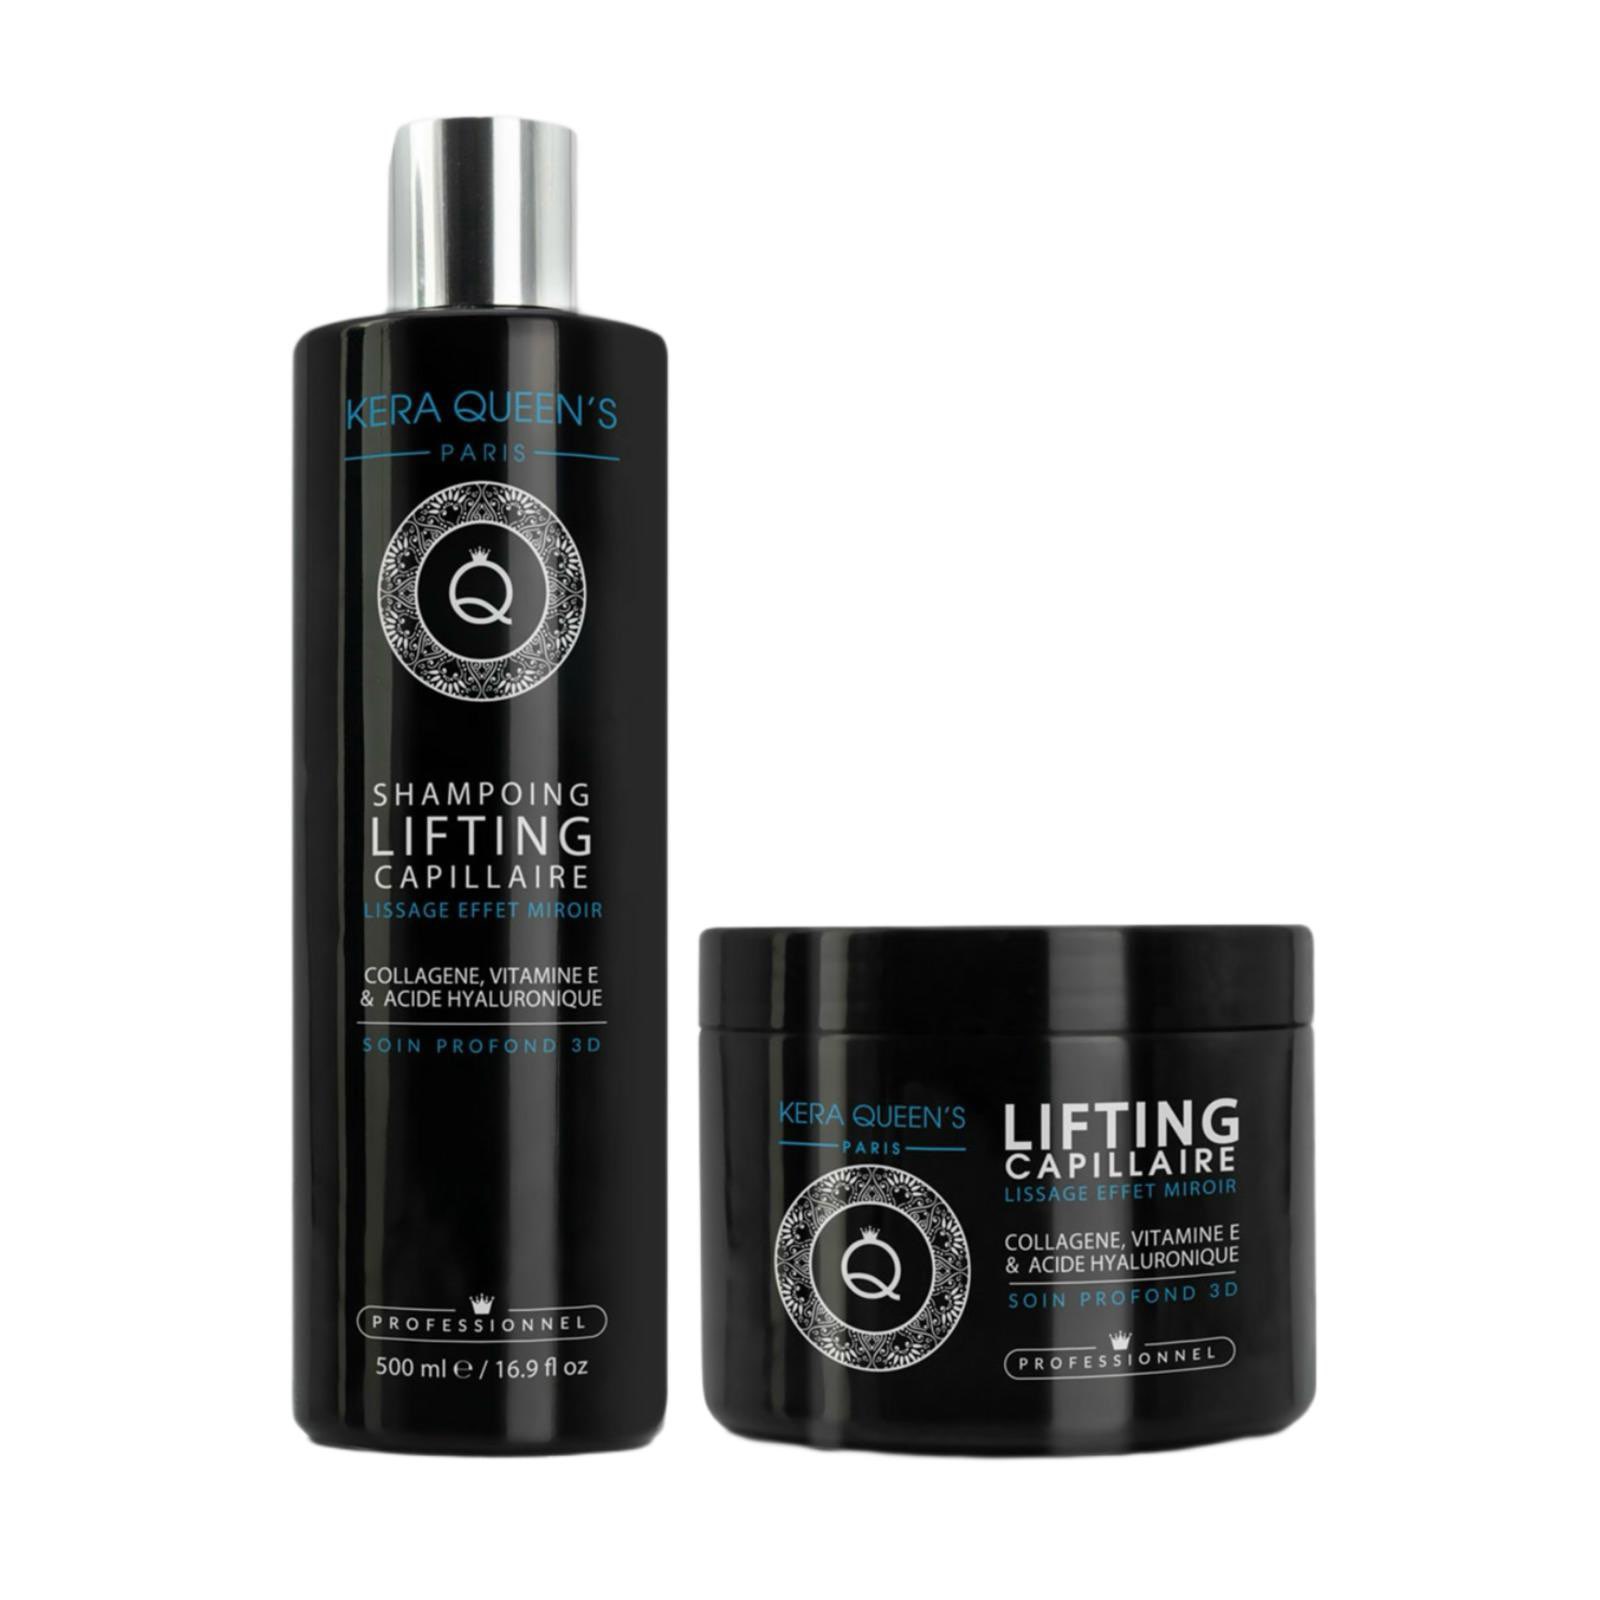 KERA QUEEN'S
PARIS
Q
SHAMPOING
LIFTING
CAPILLAIRE
LISSAGE EFFET MIROIR
COLLAGENE, VITAMINE E
& ACIDE HYALURONIQUE
SOIN PROFOND 3D
PROFESSIONNEL
500 ml ℮ / 16.9 fl oz
KERA QUEEN'S
PARIS
Q
LIFTING
CAPILLAIRE
LISSAGE EFFET MIROIR
COLLAGENE, VITAMINE E
& ACIDE HYALURONIQUE
SOIN PROFOND 3D
PROFESSIONNEL